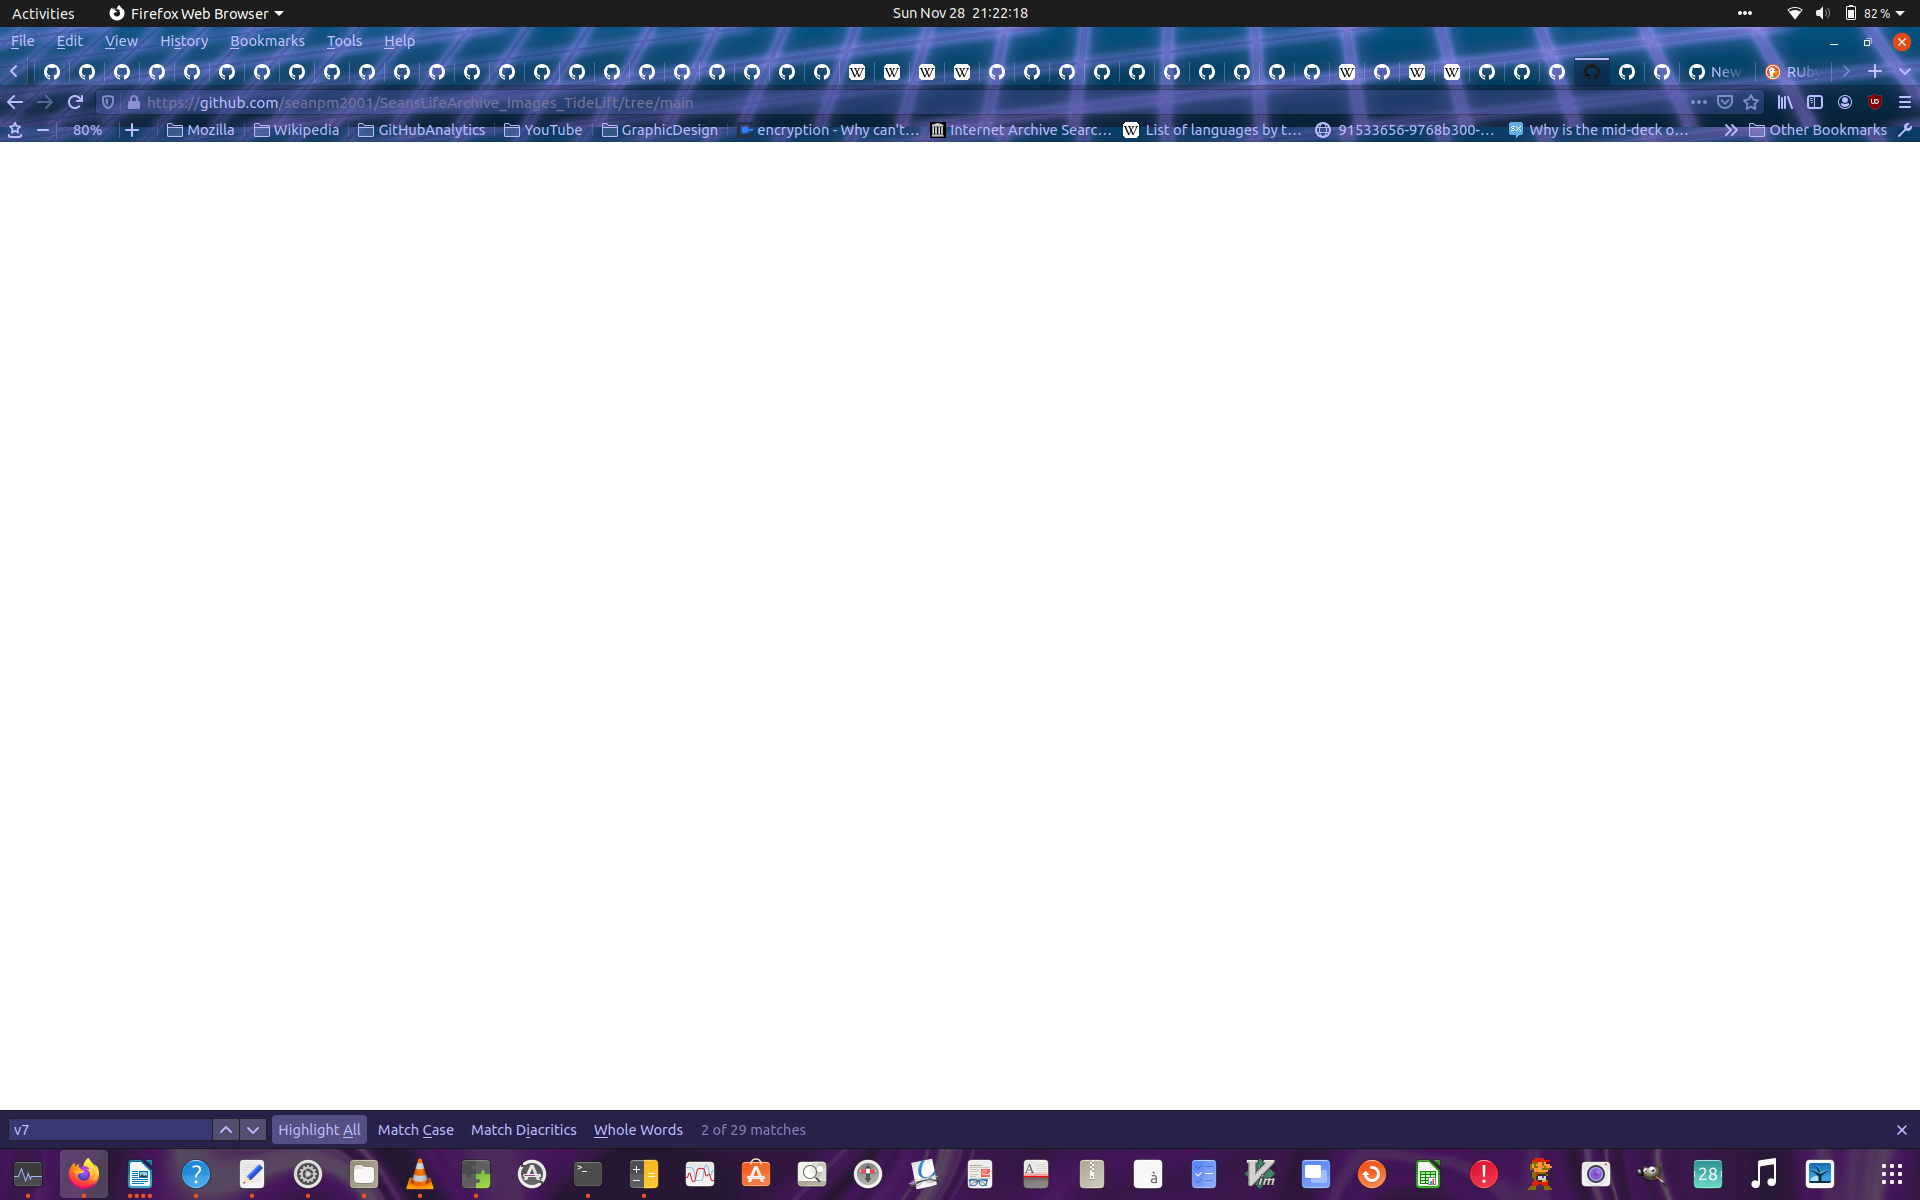 Activities Firefox Web Browser Sun Nov 28 21:22:18 82 %
File Edit View History Bookmarks Tools Help
New RUb
https://github.com/seanpm2001/SeansLifeArchive_Images_TideLift/tree/main
80% Mozilla Wikipedia GitHubAnalytics YouTube GraphicDesign encryption - Why can't… Internet Archive Searc… List of languages by t… 91533656-9768b300-… Why is the mid-deck o… Other Bookmarks
v7 Highlight All Match Case Match Diacritics Whole Words 2 of 29 matches
28